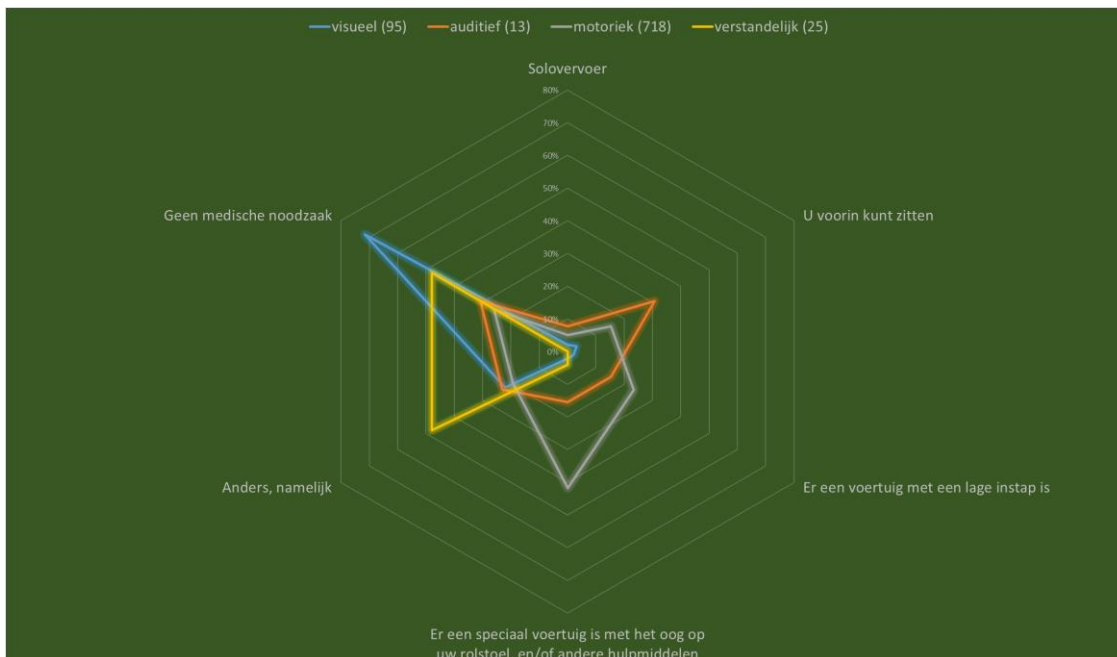 visueel (95) auditief (13) motoriek (718) verstandelijk (25)
Solovervoer
80%
70%
60%
50%
40%
30%
20%
10%
0%
Geen medische noodzaak
U voorin kunt zitten
Anders, namelijk
Er een voertuig met een lage instap is
Er een speciaal voertuig is met het oog op
uw rolstoel, en/of andere hulpmiddelen